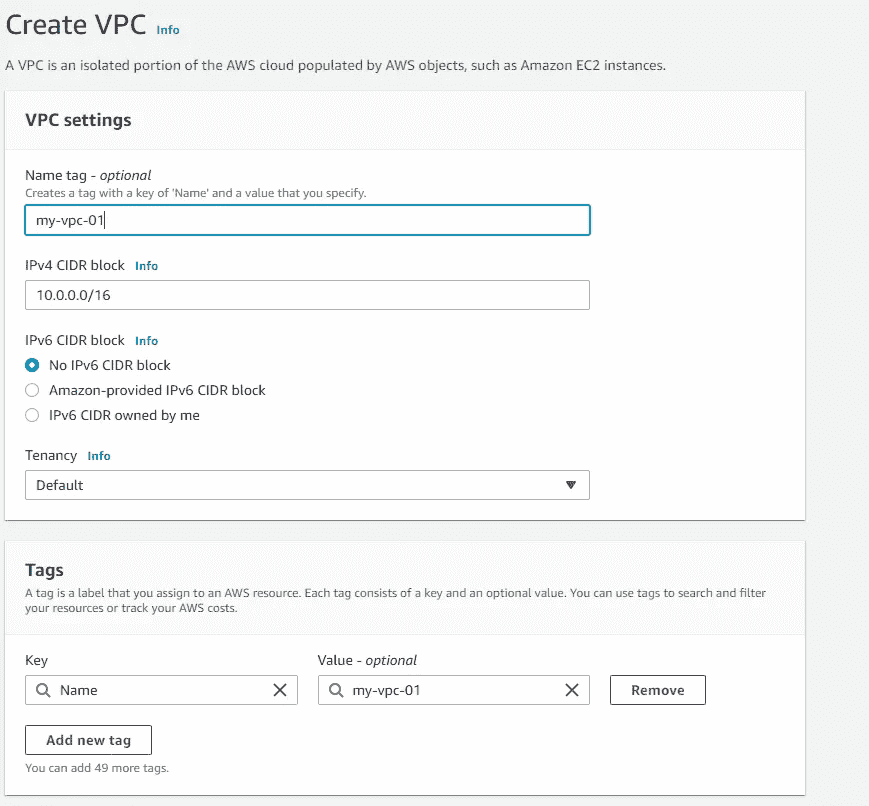 Create VPC Info
A VPC is an isolated portion of the AWS cloud populated by AWS objects, such as Amazon EC2 instances.
VPC settings
Name tag - optional
Creates a tag with a key of 'Name' and a value that you specify.
my-vpc-01
IPv4 CIDR block Info
10.0.0.0/16
IPv6 CIDR block Info
No IPv6 CIDR block
Amazon-provided IPv6 CIDR block
IPv6 CIDR owned by me
Tenancy Info
Default
Tags
A tag is a label that you assign to an AWS resource. Each tag consists of a key and an optional value. You can use tags to search and filter
your resources or track your AWS costs.
Key Value - optional
Name my-vpc-01 Remove
Add new tag
You can add 49 more tags.